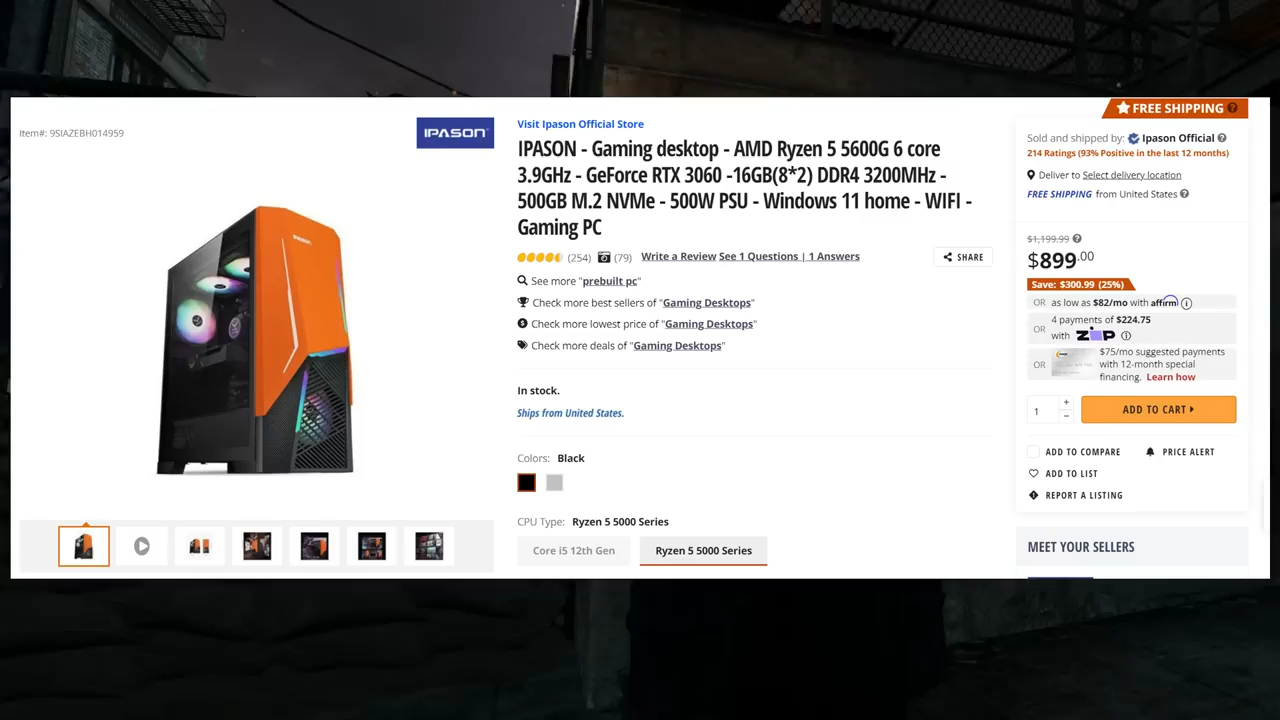 FREE SHIPPING
Item#: 9SIAZEBH014959
IPASON
Visit Ipason Official Store
IPASON - Gaming desktop - AMD Ryzen 5 5600G 6 core
3.9GHz - GeForce RTX 3060 -16GB(8*2) DDR4 3200MHz -
500GB M.2 NVMe - 500W PSU - Windows 11 home - WIFI -
Gaming PC
(254) (79) Write a Review See 1 Questions | 1 Answers
SHARE
See more "prebuilt pc"
Check more best sellers of "Gaming Desktops"
Check more lowest price of "Gaming Desktops"
Check more deals of "Gaming Desktops"
In stock.
Ships from United States.
Colors: Black
CPU Type: Ryzen 5 5000 Series
Core i5 12th Gen
Ryzen 5 5000 Series
Sold and shipped by: Ipason Official
214 Ratings (93% Positive in the last 12 months)
Deliver to Select delivery location
FREE SHIPPING from United States
$1,199.99
$899.00
Save: $300.99 (25%)
OR as low as $82/mo with affirm
OR 4 payments of $224.75
with ZIP
OR $75/mo suggested payments
with 12-month special
financing. Learn how
1 + −
ADD TO CART
ADD TO COMPARE
PRICE ALERT
ADD TO LIST
REPORT A LISTING
MEET YOUR SELLERS